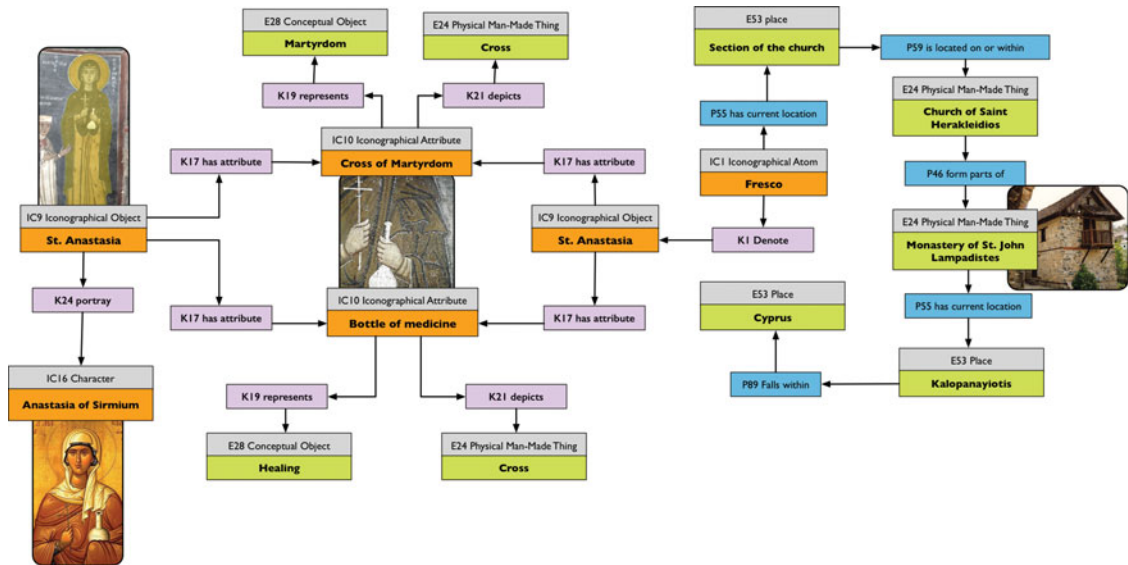 E28 Conceptual Object
Martyrdom
E24 Physical Man-Made Thing
Cross
E53 place
Section of the church
P59 is located on or within
K19 represents
K21 depicts
P55 has current location
E24 Physical Man-Made Thing
Church of Saint
Herakleidios
IC10 Iconographical Attribute
Cross of Martyrdom
K17 has attribute
K17 has attribute
IC1 Iconographical Atom
Fresco
P46 form parts of
IC9 Iconographical Object
St. Anastasia
IC9 Iconographical Object
St. Anastasia
K1 Denote
E24 Physical Man-Made Thing
Monastery of St. John
Lampadistes
K24 portray
K17 has attribute
IC10 Iconographical Attribute
Bottle of medicine
K17 has attribute
E53 Place
Cyprus
P55 has current location
IC16 Character
Anastasia of Sirmium
K19 represents
K21 depicts
P89 Falls within
E53 Place
Kalopanayiotis
E28 Conceptual Object
Healing
E24 Physical Man-Made Thing
Cross